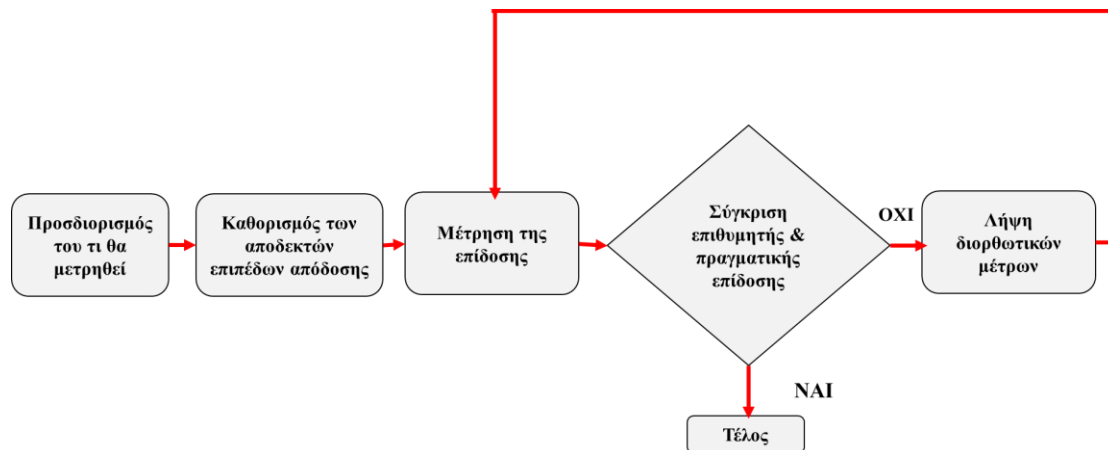 Προσδιορισμός
του τι θα
μετρηθεί
Καθορισμός των
αποδεκτών
επιπέδων απόδοσης
Μέτρηση της
επίδοσης
Σύγκριση
επιθυμητής &
πραγματικής
επίδοσης
ΟΧΙ
Λήψη
διορθωτικών
μέτρων
ΝΑΙ
Τέλος